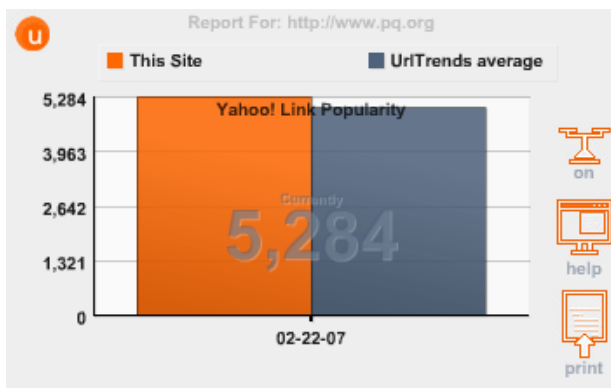 u
Report For: http://www.pq.org
This Site
UrlTrends average
Yahoo! Link Popularity
5,284
3,963
2,642
1,321
0
Currently
5,284
02-22-07
on
help
print